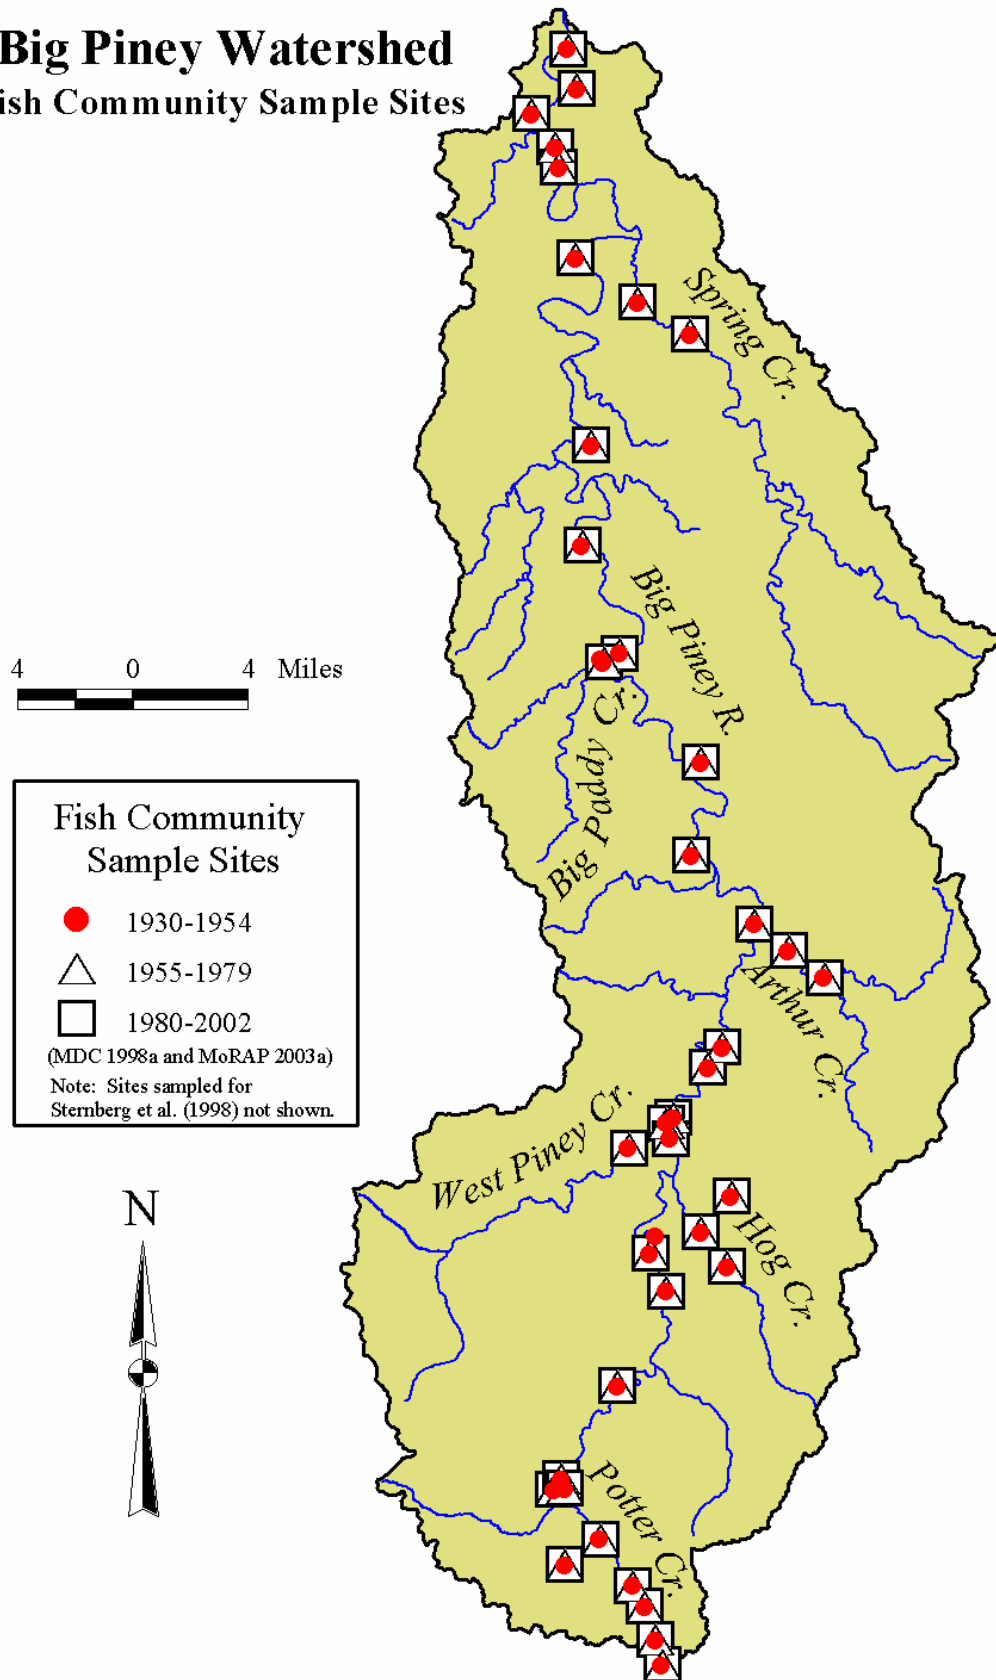 Big Piney Watershed
ish Community Sample Sites
Spring Cr.
Big Piney R.
4 0 4 Miles
Big Paddy Cr.
Fish Community
Sample Sites
1930-1954
1955-1979
1980-2002
(MDC 1998a and MoRAP 2003a)
Note: Sites sampled for
Sternberg et al. (1998) not shown.
Arthur Cr.
West Piney Cr.
N
Hog Cr.
Potter Cr.